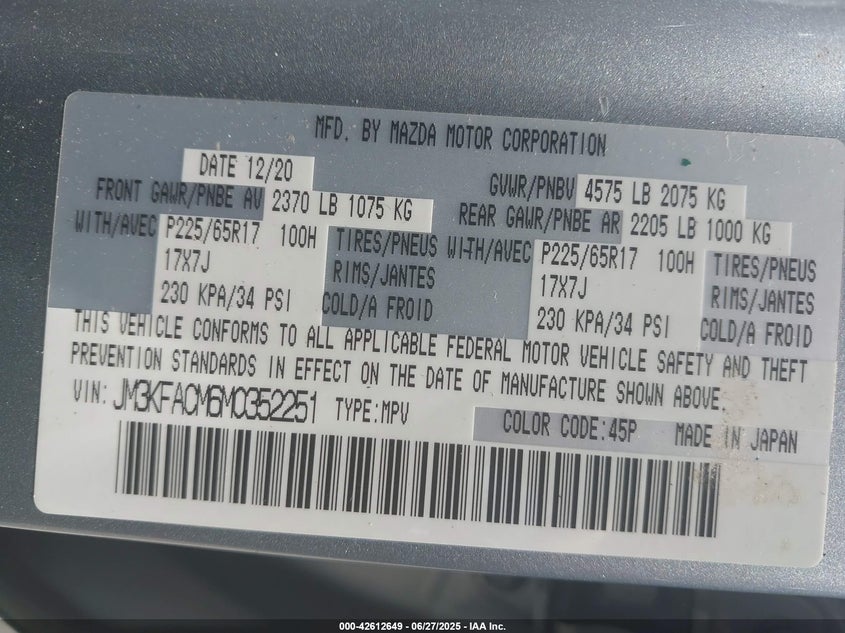 MFD. BY MAZDA MOTOR CORPORATION
DATE 12/20
GVWR/PNBV 4575 LB 2075 KG
FRONT GAWR/PNBE AV 2370 LB 1075 KG
REAR GAWR/PNBE AR 2205 LB 1000 KG
WITH/AVEC P225/65R17 100H TIRES/PNEUS
17X7J RIMS/JANTES
230 KPA/34 PSI COLD/A FROID
WITH/AVEC P225/65R17 100H TIRES/PNEUS
17X7J RIMS/JANTES
230 KPA/34 PSI COLD/A FROID
THIS VEHICLE CONFORMS TO ALL APPLICABLE FEDERAL MOTOR VEHICLE SAFETY AND THEFT
PREVENTION STANDARDS IN EFFECT ON THE DATE OF MANUFACTURE SHOWN ABOVE.
VIN: JM3KFACM6M0352251 TYPE:MPV
COLOR CODE:45P MADE IN JAPAN
000-42612649 - 06/27/2025 - IAA Inc.